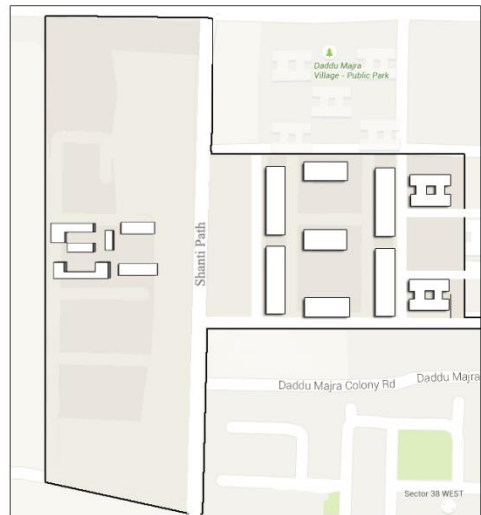 Daddu Majra
Village - Public Park
Shanti Path
Daddu Majra Colony Rd
Daddu Majra
Sector 38 WEST